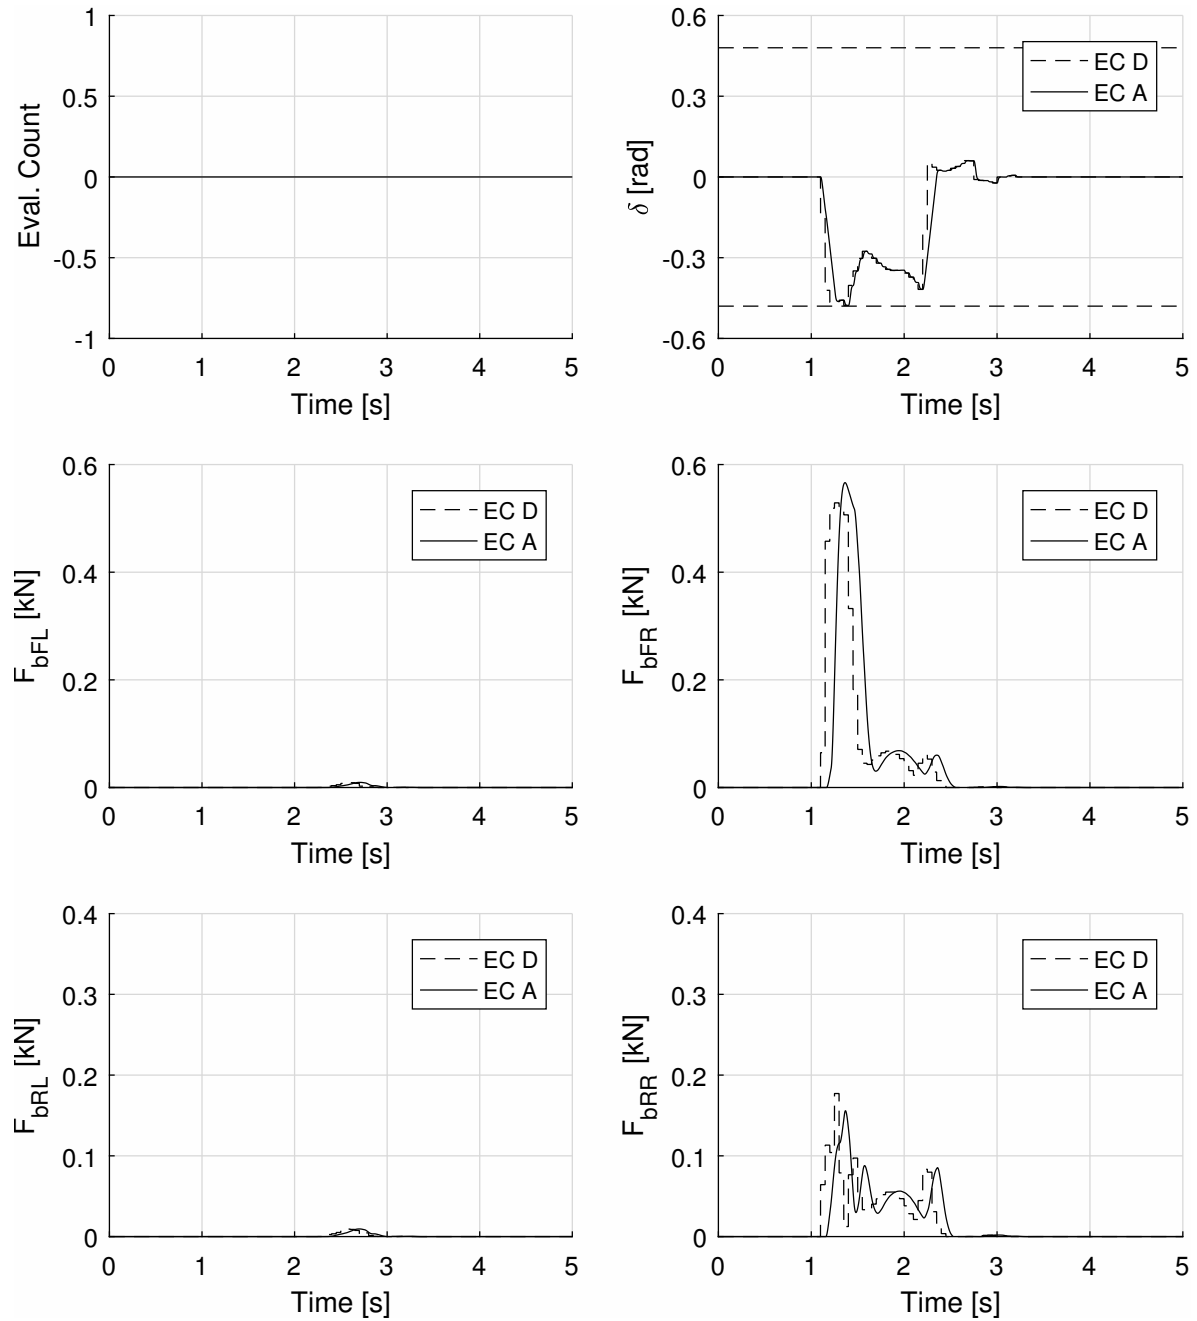 1
0.5
0
-0.5
-1
Eval. Count
0 1 2 3 4 5
Time [s]
0.6
0.3
0
-0.3
-0.6
δ [rad]
EC D
EC A
0 1 2 3 4 5
Time [s]
0.6
0.4
0.2
0
F_bFL [kN]
EC D
EC A
0 1 2 3 4 5
Time [s]
0.6
0.4
0.2
0
F_bFR [kN]
EC D
EC A
0 1 2 3 4 5
Time [s]
0.4
0.3
0.2
0.1
0
F_bRL [kN]
EC D
EC A
0 1 2 3 4 5
Time [s]
0.4
0.3
0.2
0.1
0
F_bRR [kN]
EC D
EC A
0 1 2 3 4 5
Time [s]